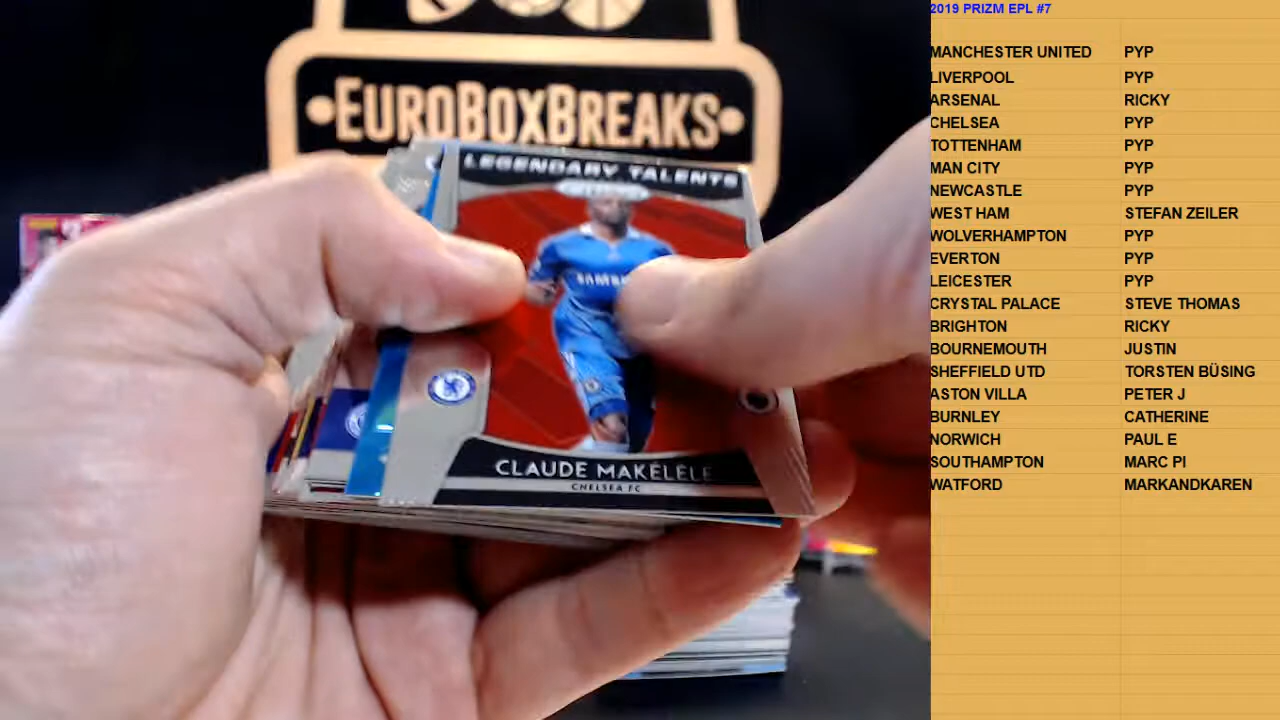 EUROBOXBREAKS
LEGENDARY TALENTS
CLAUDE MAKÉLÉLÉ
CHELSEA FC
2019 PRIZM EPL #7
MANCHESTER UNITED PYP
LIVERPOOL PYP
ARSENAL RICKY
CHELSEA PYP
TOTTENHAM PYP
MAN CITY PYP
NEWCASTLE PYP
WEST HAM STEFAN ZEILER
WOLVERHAMPTON PYP
EVERTON PYP
LEICESTER PYP
CRYSTAL PALACE STEVE THOMAS
BRIGHTON RICKY
BOURNEMOUTH JUSTIN
SHEFFIELD UTD TORSTEN BÜSING
ASTON VILLA PETER J
BURNLEY CATHERINE
NORWICH PAUL E
SOUTHAMPTON MARC PI
WATFORD MARKANDKAREN